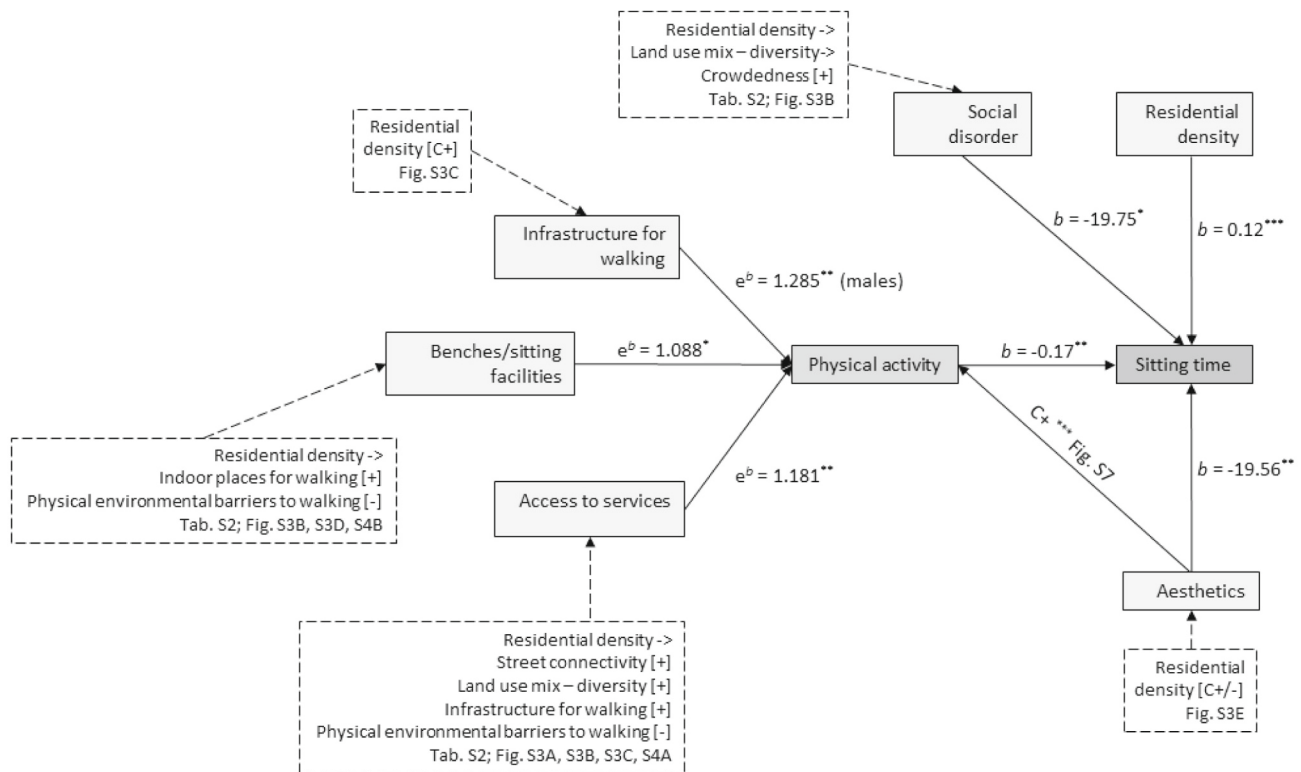 Residential density ->
Land use mix – diversity->
Crowdedness [+]
Tab. S2; Fig. S3B
Social
disorder
Residential
density
Residential
density [C+]
Fig. S3C
Infrastructure for
walking
b = -19.75*
b = 0.12***
e^b = 1.285** (males)
Benches/sitting
facilities
e^b = 1.088*
Physical activity
b = -0.17**
Sitting time
Residential density ->
Indoor places for walking [+]
Physical environmental barriers to walking [-]
Tab. S2; Fig. S3B, S3D, S4B
Access to services
e^b = 1.181**
C+ *** Fig. S7
b = -19.56**
Aesthetics
Residential density ->
Street connectivity [+]
Land use mix – diversity [+]
Infrastructure for walking [+]
Physical environmental barriers to walking [-]
Tab. S2; Fig. S3A, S3B, S3C, S4A
Residential
density [C+/-]
Fig. S3E